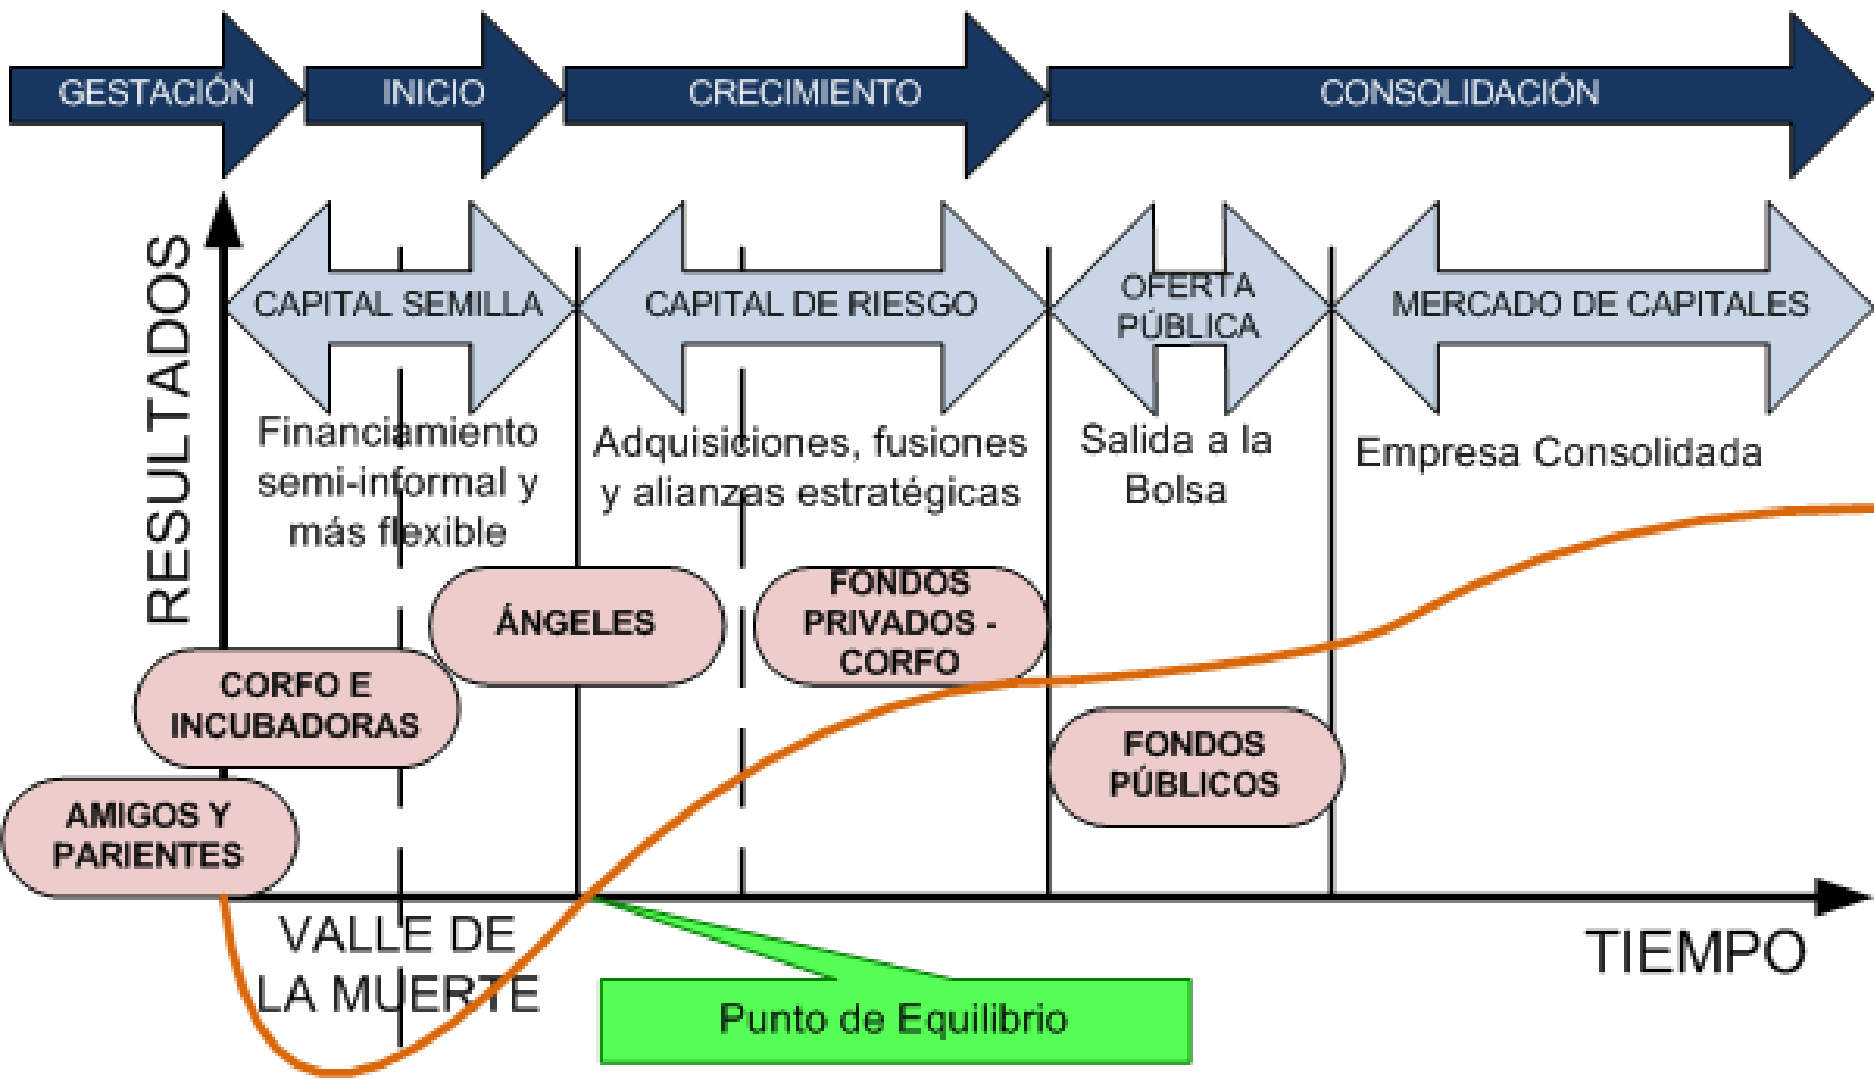 GESTACIÓN
INICIO
CRECIMIENTO
CONSOLIDACIÓN
RESULTADOS
CAPITAL SEMILLA
CAPITAL DE RIESGO
OFERTA
PÚBLICA
MERCADO DE CAPITALES
Financiamiento
semi-informal y
más flexible
Adquisiciones, fusiones
y alianzas estratégicas
Salida a la
Bolsa
Empresa Consolidada
ÁNGELES
FONDOS
PRIVADOS -
CORFO
CORFO E
INCUBADORAS
FONDOS
PÚBLICOS
AMIGOS Y
PARIENTES
VALLE DE
LA MUERTE
TIEMPO
Punto de Equilibrio